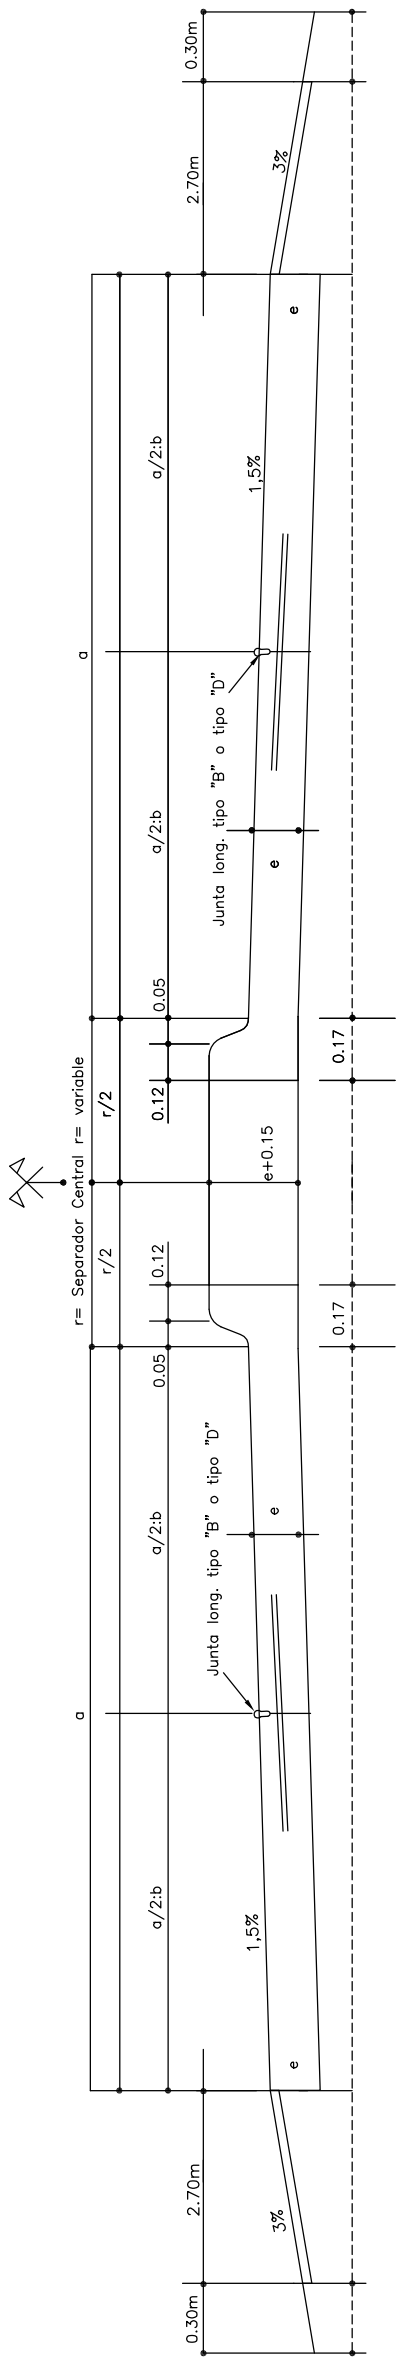 0.30m
2.70m
3%
e
a/2:b
1,5%
a
Junta long. tipo "B" o tipo "D"
a/2:b
e
0.05
0.17
0.12
r/2
r= Separador Central r= variable
e+0.15
r/2
0.12
0.17
0.05
e
a/2:b
Junta long. tipo "B" o tipo "D"
a
a/2:b
1,5%
e
2.70m
3%
0.30m